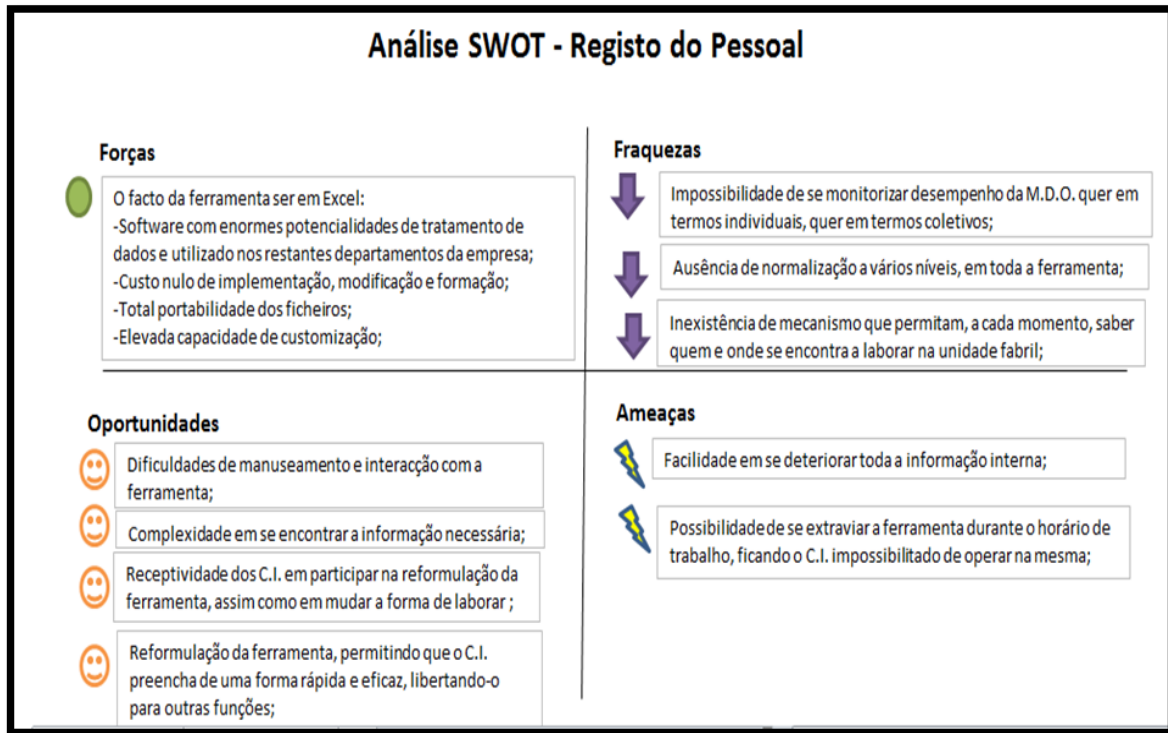 Análise SWOT - Registo do Pessoal
Forças
O facto da ferramenta ser em Excel:
-Software com enormes potencialidades de tratamento de
dados e utilizado nos restantes departamentos da empresa;
-Custo nulo de implementação, modificação e formação;
-Total portabilidade dos ficheiros;
-Elevada capacidade de customização;
Fraquezas
Impossibilidade de se monitorizar desempenho da M.D.O. quer em
termos individuais, quer em termos coletivos;
Ausência de normalização a vários níveis, em toda a ferramenta;
Inexistência de mecanismo que permitam, a cada momento, saber
quem e onde se encontra a laborar na unidade fabril;
Oportunidades
Dificuldades de manuseamento e interacção com a
ferramenta;
Complexidade em se encontrar a informação necessária;
Receptividade dos C.I. em participar na reformulação da
ferramenta, assim como em mudar a forma de laborar ;
Reformulação da ferramenta, permitindo que o C.I.
preencha de uma forma rápida e eficaz, libertando-o
para outras funções;
Ameaças
Facilidade em se deteriorar toda a informação interna;
Possibilidade de se extraviar a ferramenta durante o horário de
trabalho, ficando o C.I. impossibilitado de operar na mesma;